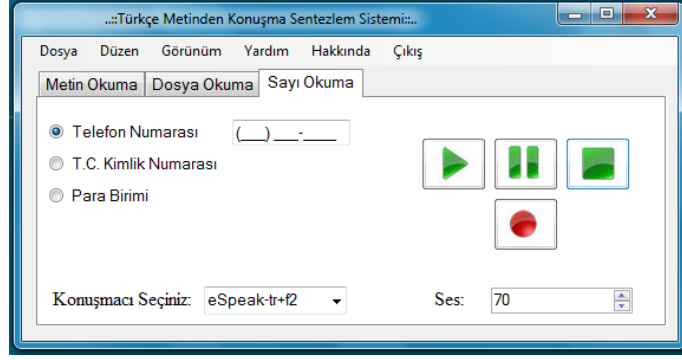 ..::Türkçe Metinden Konuşma Sentezlem Sistemi::..
Dosya Düzen Görünüm Yardım Hakkında Çıkış
Metin Okuma Dosya Okuma Sayı Okuma
Telefon Numarası (___) ___-____
T.C. Kimlik Numarası
Para Birimi
Konuşmacı Seçiniz: eSpeak-tr+f2 Ses: 70